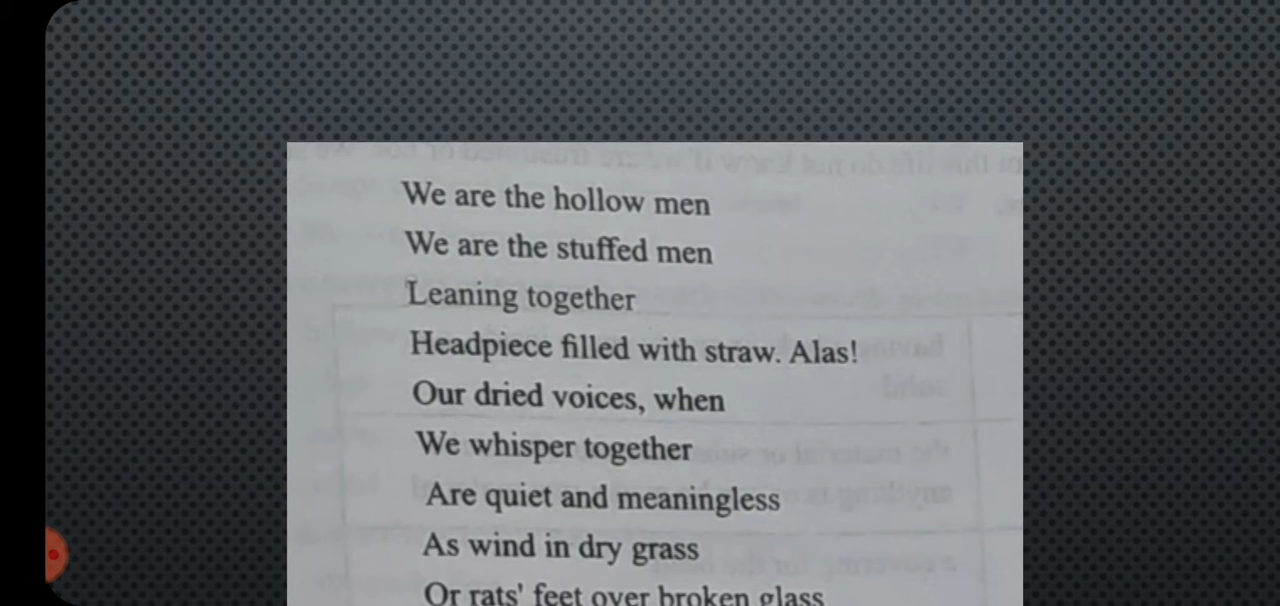 We are the hollow men
We are the stuffed men
Leaning together
Headpiece filled with straw. Alas!
Our dried voices, when
We whisper together
Are quiet and meaningless
As wind in dry grass
Or rats' feet over broken glass